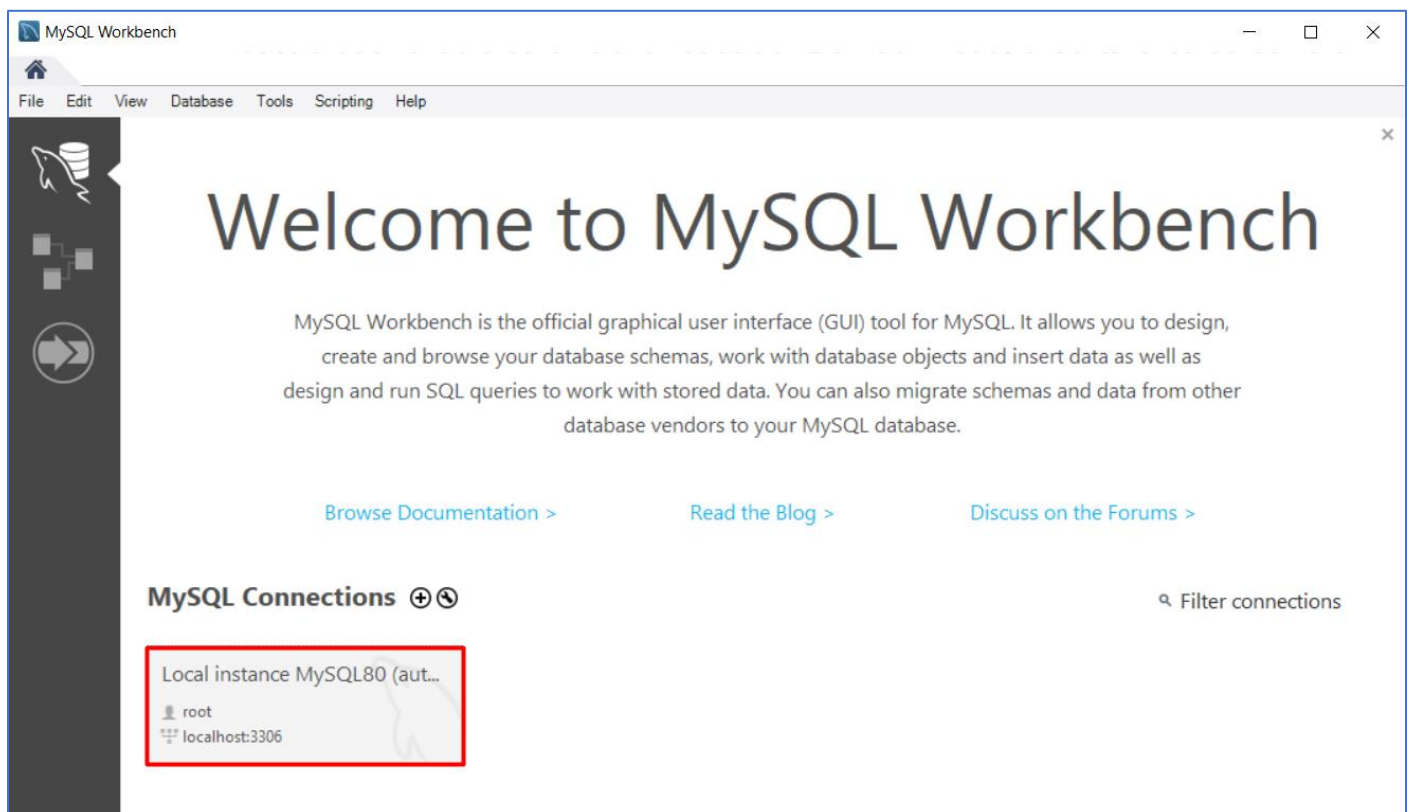 MySQL Workbench
File Edit View Database Tools Scripting Help
Welcome to MySQL Workbench
MySQL Workbench is the official graphical user interface (GUI) tool for MySQL. It allows you to design,
create and browse your database schemas, work with database objects and insert data as well as
design and run SQL queries to work with stored data. You can also migrate schemas and data from other
database vendors to your MySQL database.
Browse Documentation > Read the Blog > Discuss on the Forums >
MySQL Connections Filter connections
Local instance MySQL80 (aut...
root
localhost:3306